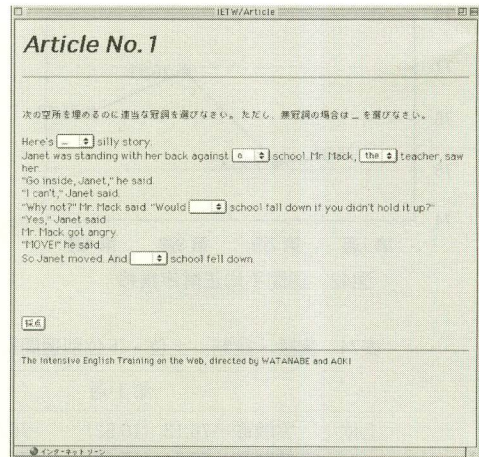 IETW/Article
Article No. 1
次の空所を埋めるのに適当な冠詞を選びなさい。ただし、無冠詞の場合は _ を選びなさい。
Here's _ silly story.
Janet was standing with her back against a school. Mr. Mack, the teacher, saw
her.
"Go inside, Janet," he said.
"I can't," Janet said.
"Why not?" Mr. Mack said. "Would school fall down if you didn't hold it up?"
"Yes," Janet said.
Mr. Mack got angry.
"MOVE!" he said.
So Janet moved. And school fell down.
採点
The Intensive English Training on the Web, directed by WATANABE and AOKI
インターネットゾーン